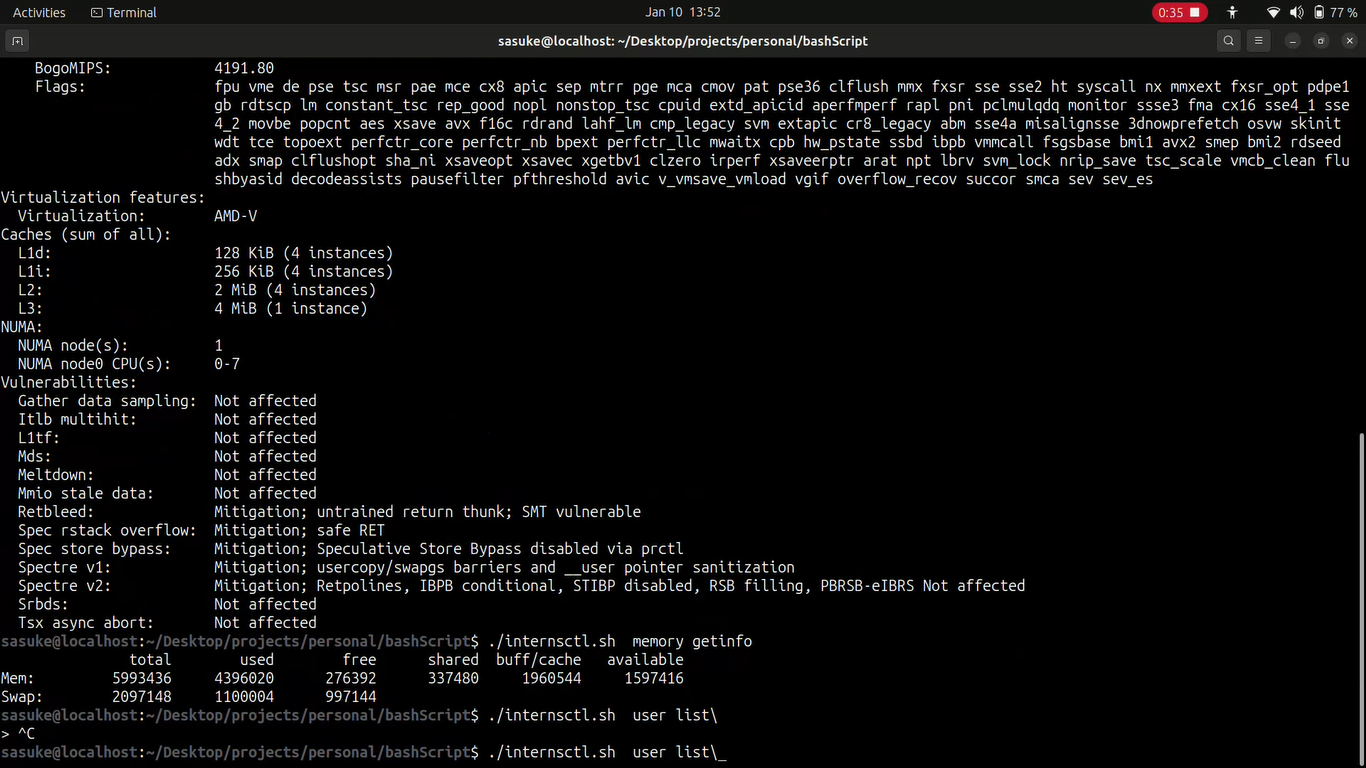 Activities Terminal Jan 10 13:52 0:35 77 %
sasuke@localhost: ~/Desktop/projects/personal/bashScript
BogoMIPS: 4191.80
Flags: fpu vme de pse tsc msr pae mce cx8 apic sep mtrr pge mca cmov pat pse36 clflush mmx fxsr sse sse2 ht syscall nx mmxext fxsr_opt pdpe1
gb rdtscp lm constant_tsc rep_good nopl nonstop_tsc cpuid extd_apicid aperfmperf rapl pni pclmulqdq monitor ssse3 fma cx16 sse4_1 sse
4_2 movbe popcnt aes xsave avx f16c rdrand lahf_lm cmp_legacy svm extapic cr8_legacy abm sse4a misalignsse 3dnowprefetch osvw skinit
wdt tce topoext perfctr_core perfctr_nb bpext perfctr_llc mwaitx cpb hw_pstate ssbd ibpb vmmcall fsgsbase bmi1 avx2 smep bmi2 rdseed
adx smap clflushopt sha_ni xsaveopt xsavec xgetbv1 clzero irperf xsaveerptr arat npt lbrv svm_lock nrip_save tsc_scale vmcb_clean flu
shbyasid decodeassists pausefilter pfthreshold avic v_vmsave_vmload vgif overflow_recov succor smca sev sev_es
Virtualization features:
Virtualization: AMD-V
Caches (sum of all):
L1d: 128 KiB (4 instances)
L1i: 256 KiB (4 instances)
L2: 2 MiB (4 instances)
L3: 4 MiB (1 instance)
NUMA:
NUMA node(s): 1
NUMA node0 CPU(s): 0-7
Vulnerabilities:
Gather data sampling: Not affected
Itlb multihit: Not affected
L1tf: Not affected
Mds: Not affected
Meltdown: Not affected
Mmio stale data: Not affected
Retbleed: Mitigation; untrained return thunk; SMT vulnerable
Spec rstack overflow: Mitigation; safe RET
Spec store bypass: Mitigation; Speculative Store Bypass disabled via prctl
Spectre v1: Mitigation; usercopy/swapgs barriers and __user pointer sanitization
Spectre v2: Mitigation; Retpolines, IBPB conditional, STIBP disabled, RSB filling, PBRSB-eIBRS Not affected
Srbds: Not affected
Tsx async abort: Not affected
sasuke@localhost:~/Desktop/projects/personal/bashScript$ ./internsctl.sh  memory getinfo
total used free shared buff/cache available
Mem: 5993436 4396020 276392 337480 1960544 1597416
Swap: 2097148 1100004 997144
sasuke@localhost:~/Desktop/projects/personal/bashScript$ ./internsctl.sh  user list\
> ^C
sasuke@localhost:~/Desktop/projects/personal/bashScript$ ./internsctl.sh  user list\_